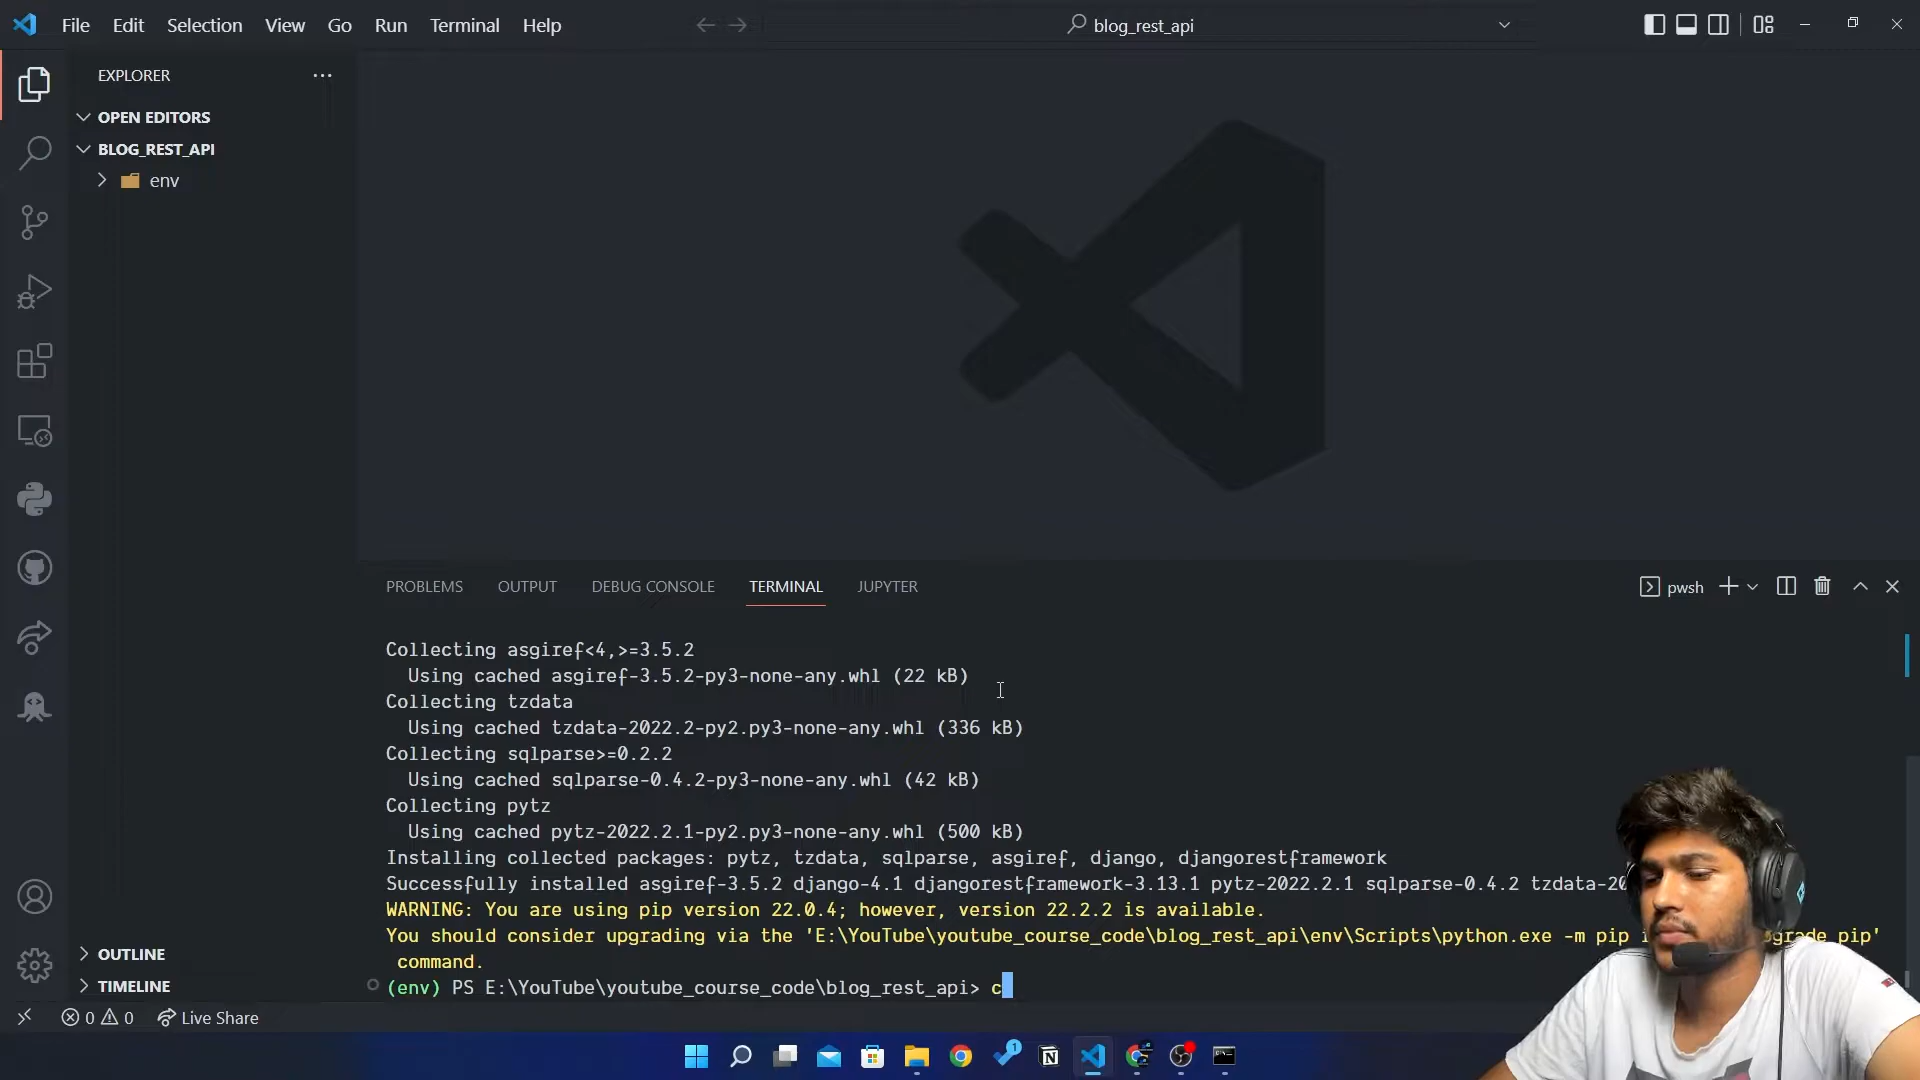 File Edit Selection View Go Run Terminal Help
blog_rest_api
EXPLORER
OPEN EDITORS
BLOG_REST_API
env
PROBLEMS OUTPUT DEBUG CONSOLE TERMINAL JUPYTER
pwsh
Collecting asgiref<4,>=3.5.2
Using cached asgiref-3.5.2-py3-none-any.whl (22 kB)
Collecting tzdata
Using cached tzdata-2022.2-py2.py3-none-any.whl (336 kB)
Collecting sqlparse>=0.2.2
Using cached sqlparse-0.4.2-py3-none-any.whl (42 kB)
Collecting pytz
Using cached pytz-2022.2.1-py2.py3-none-any.whl (500 kB)
Installing collected packages: pytz, tzdata, sqlparse, asgiref, django, djangorestframework
Successfully installed asgiref-3.5.2 django-4.1 djangorestframework-3.13.1 pytz-2022.2.1 sqlparse-0.4.2
WARNING: You are using pip version 22.0.4; however, version 22.2.2 is available.
You should consider upgrading via the 'E:\YouTube\youtube_course_code\blog_rest_api\env\Scripts\python.exe -m pip pip'
command.
(env) PS E:\YouTube\youtube_course_code\blog_rest_api> c
OUTLINE
TIMELINE
0 0 Live Share
1